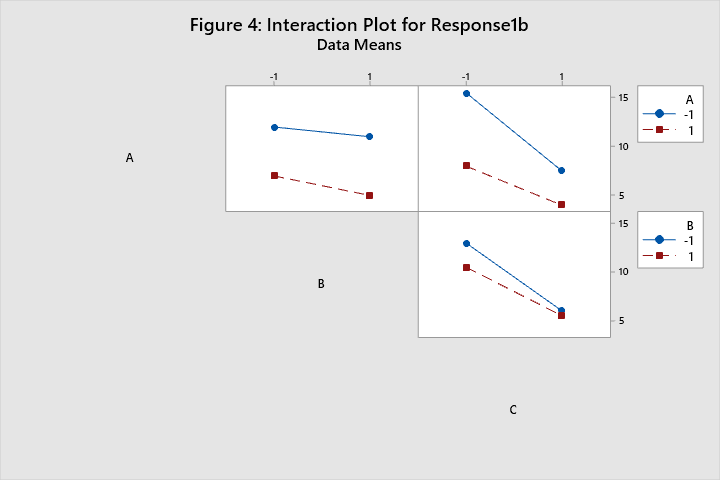 Figure 4: Interaction Plot for Response1b
Data Means
-1 1 -1 1
A
15
10
5
A
-1
1
B
15
10
5
B
-1
1
C